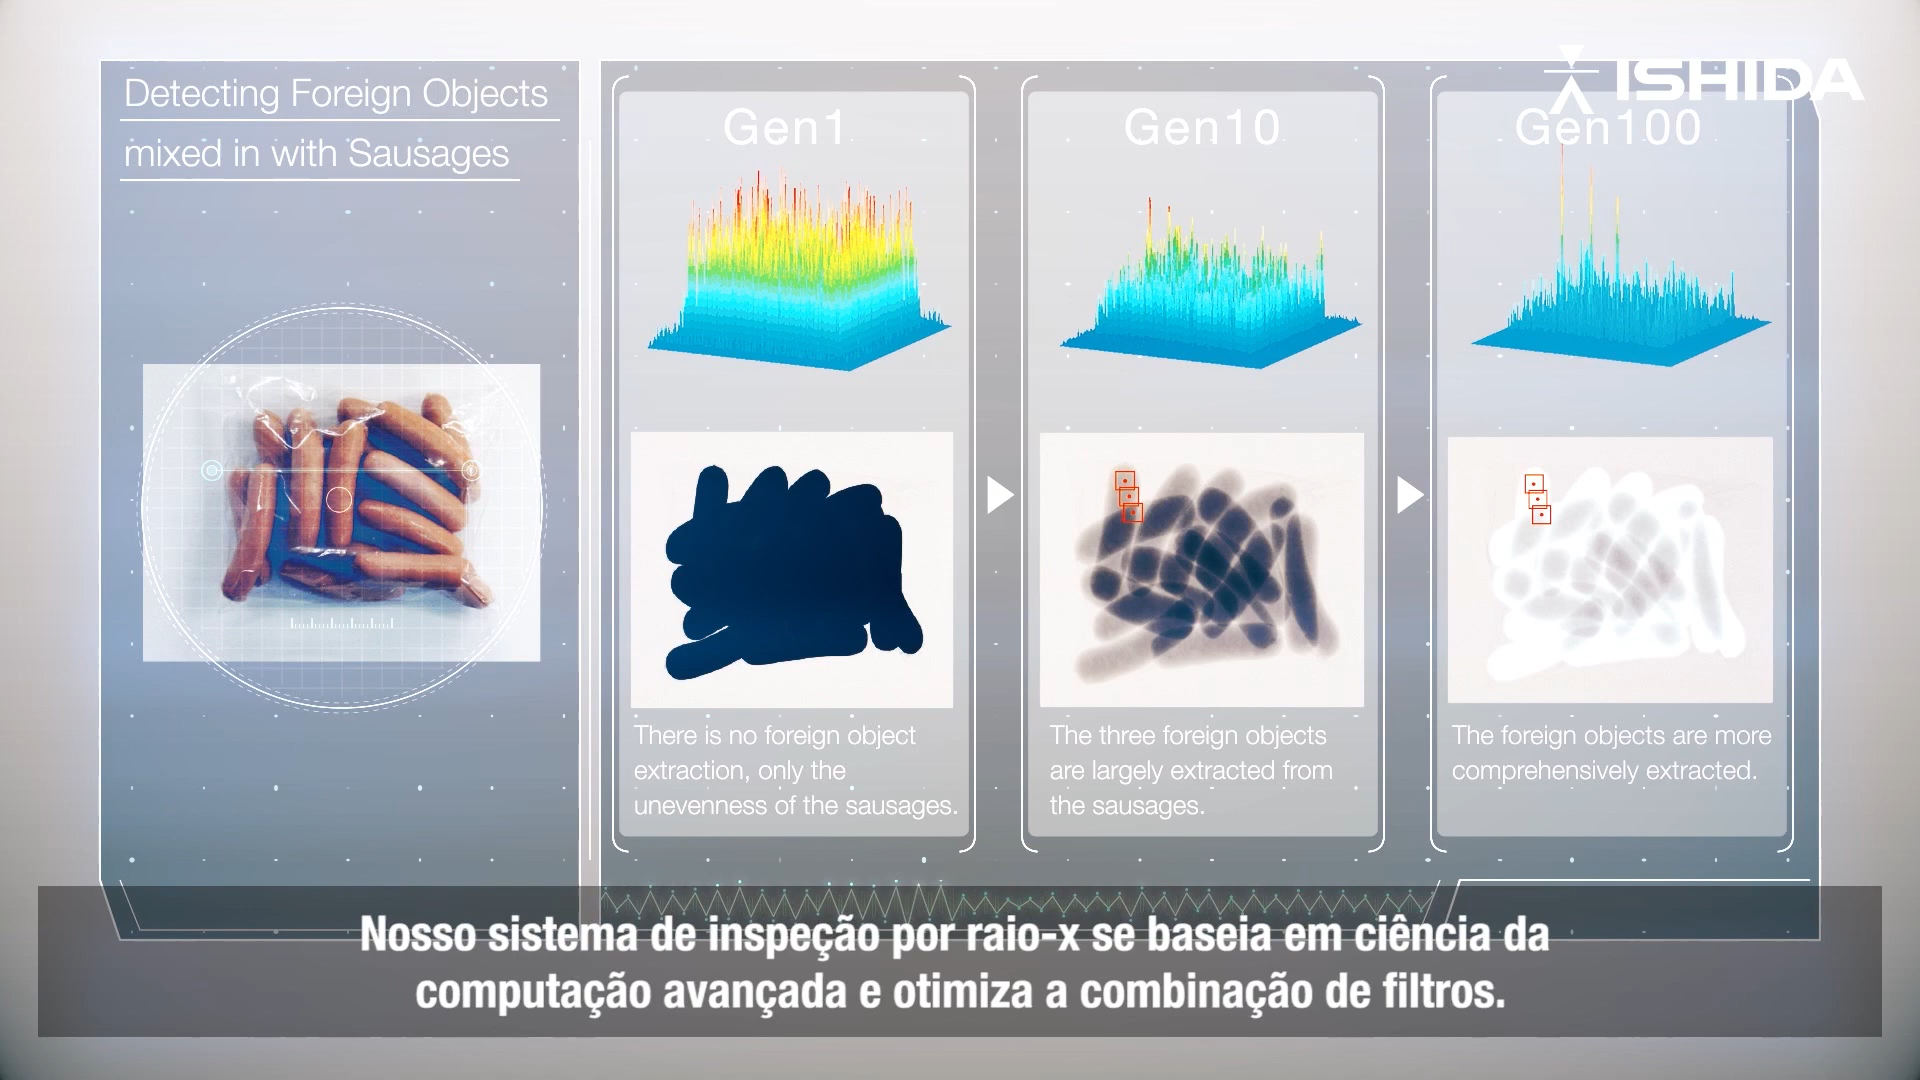 Detecting Foreign Objects
mixed in with Sausages
ISHIDA
Gen1
Gen10
Gen100
There is no foreign object
extraction, only the
unevenness of the sausages.
The three foreign objects
are largely extracted from
the sausages.
The foreign objects are more
comprehensively extracted.
Nosso sistema de inspeção por raio-x se baseia em ciência da
computação avançada e otimiza a combinação de filtros.